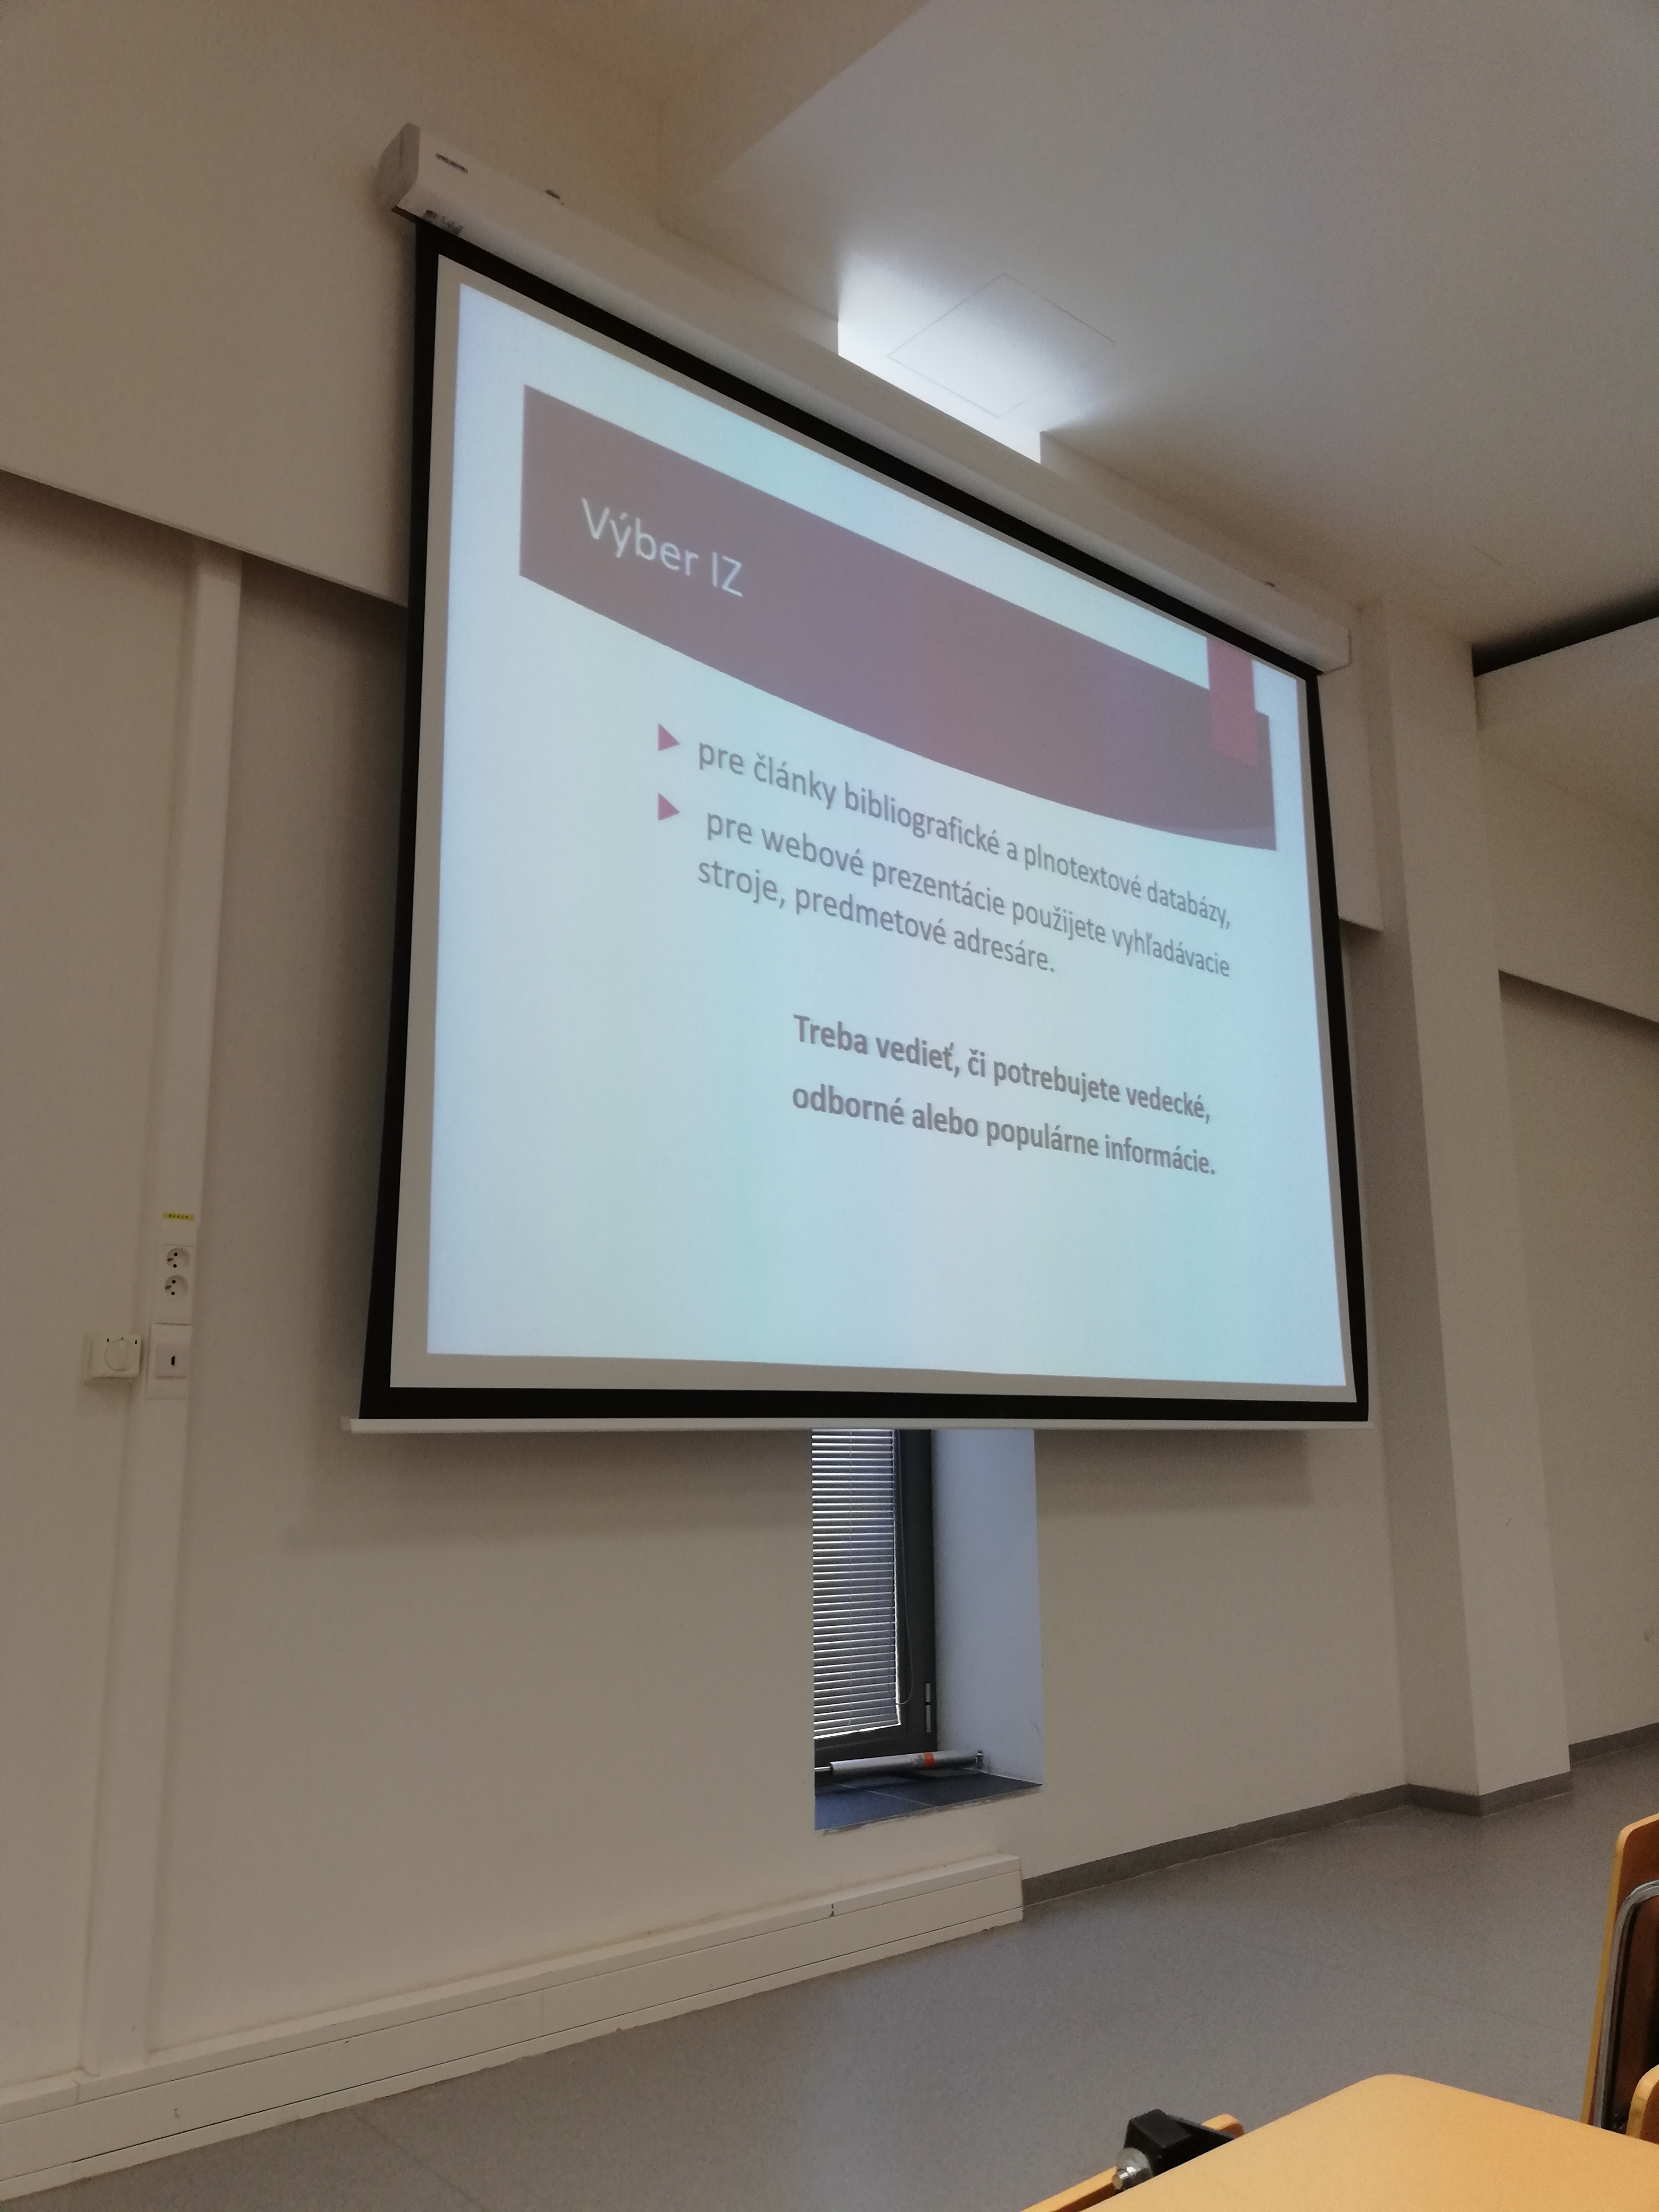 Výber IZ
pre články bibliografické a plnotextové databázy,
pre webové prezentácie použijete vyhľadávacie
stroje, predmetové adresáre.
Treba vedieť, či potrebujete vedecké,
odborné alebo populárne informácie.